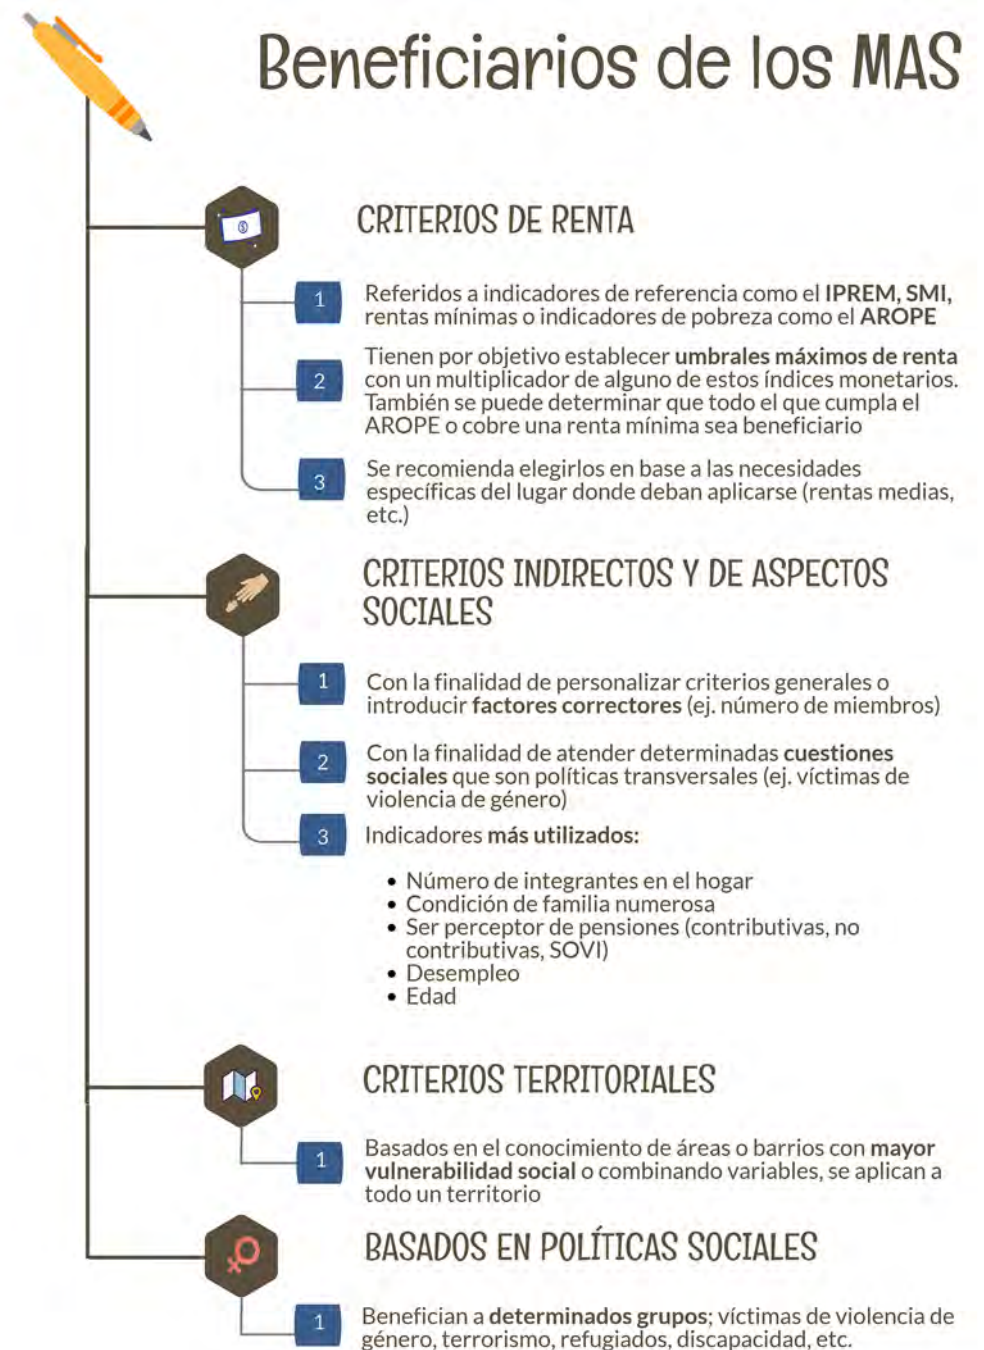 Beneficiarios de los MAS
CRITERIOS DE RENTA
1
Referidos a indicadores de referencia como el IPREM, SMI,
rentas mínimas o indicadores de pobreza como el AROPE
2
Tienen por objetivo establecer umbrales máximos de renta
con un multiplicador de alguno de estos índices monetarios.
También se puede determinar que todo el que cumpla el
AROPE o cobre una renta mínima sea beneficiario
3
Se recomienda elegirlos en base a las necesidades
específicas del lugar donde deban aplicarse (rentas medias,
etc.)
CRITERIOS INDIRECTOS Y DE ASPECTOS
SOCIALES
1
Con la finalidad de personalizar criterios generales o
introducir factores correctores (ej. número de miembros)
2
Con la finalidad de atender determinadas cuestiones
sociales que son políticas transversales (ej. víctimas de
violencia de género)
3
Indicadores más utilizados:
• Número de integrantes en el hogar
• Condición de familia numerosa
• Ser perceptor de pensiones (contributivas, no
contributivas, SOVI)
• Desempleo
• Edad
CRITERIOS TERRITORIALES
1
Basados en el conocimiento de áreas o barrios con mayor
vulnerabilidad social o combinando variables, se aplican a
todo un territorio
BASADOS EN POLÍTICAS SOCIALES
1
Benefician a determinados grupos; víctimas de violencia de
género, terrorismo, refugiados, discapacidad, etc.